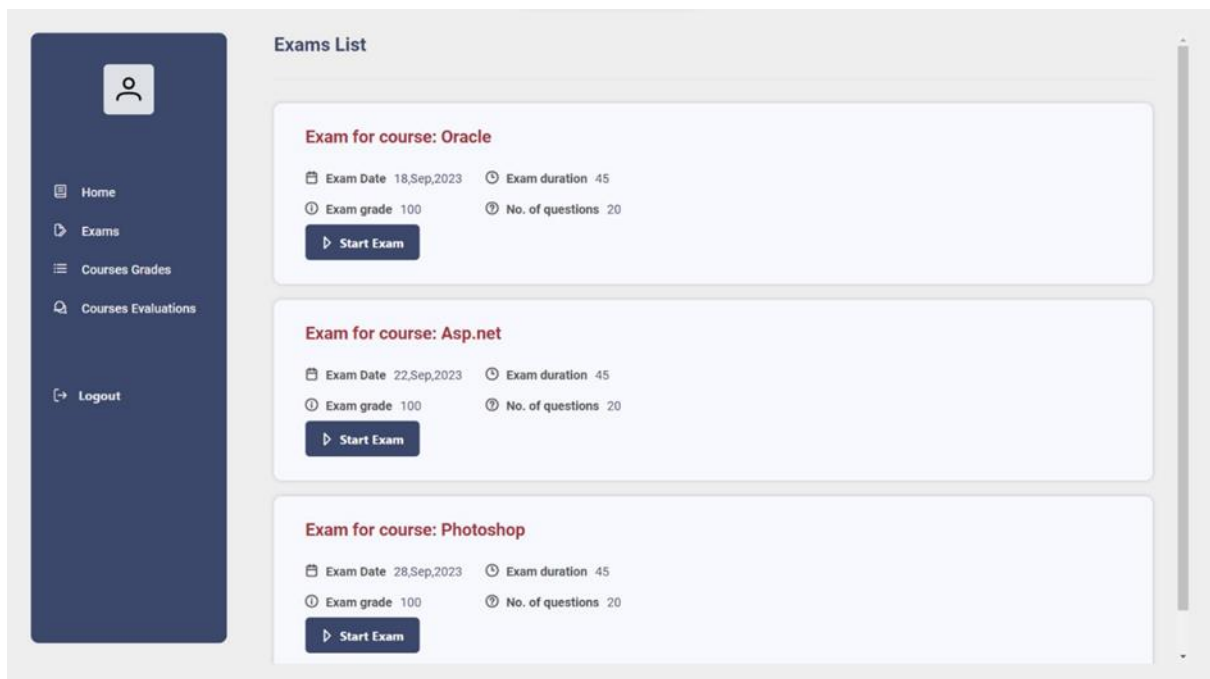 Home
Exams
Courses Grades
Courses Evaluations
Logout
Exams List
Exam for course: Oracle
Exam Date 18,Sep,2023 Exam duration 45
Exam grade 100 No. of questions 20
Start Exam
Exam for course: Asp.net
Exam Date 22,Sep,2023 Exam duration 45
Exam grade 100 No. of questions 20
Start Exam
Exam for course: Photoshop
Exam Date 28,Sep,2023 Exam duration 45
Exam grade 100 No. of questions 20
Start Exam